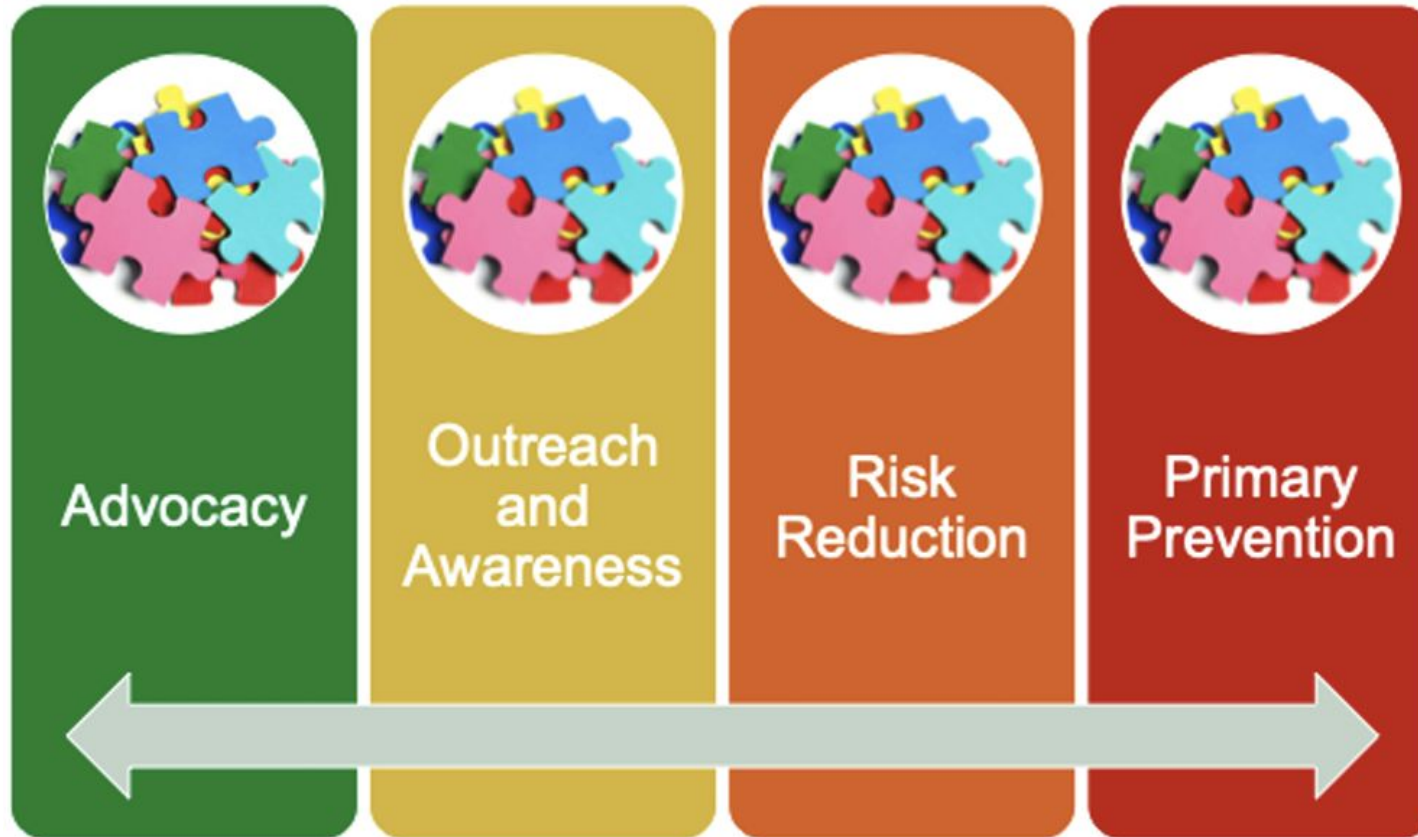 Advocacy
Outreach
and
Awareness
Risk
Reduction
Primary
Prevention